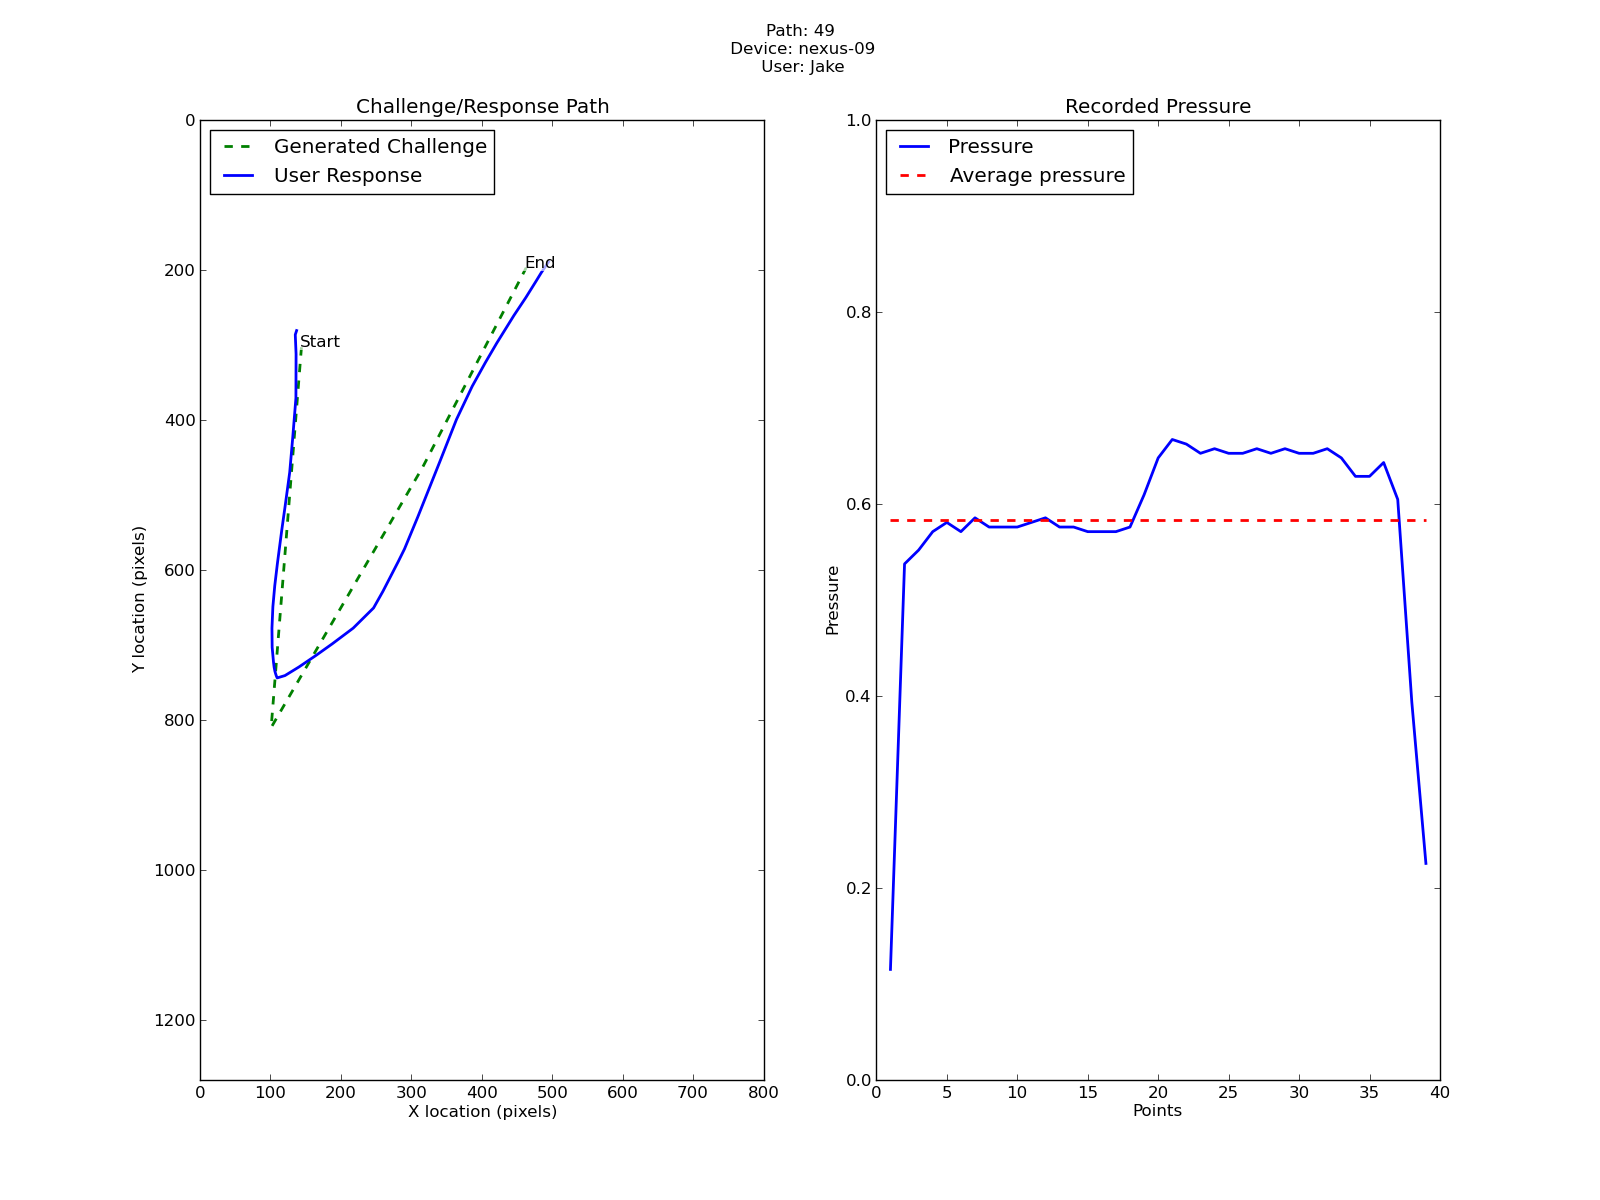 Path: 49
Device: nexus-09
User: Jake
Challenge/Response Path
Generated Challenge
User Response
Start
End
0
200
400
600
800
1000
1200
Y location (pixels)
0 100 200 300 400 500 600 700 800
X location (pixels)
Recorded Pressure
Pressure
Average pressure
1.0
0.8
0.6
0.4
0.2
0.0
Pressure
0 5 10 15 20 25 30 35 40
Points